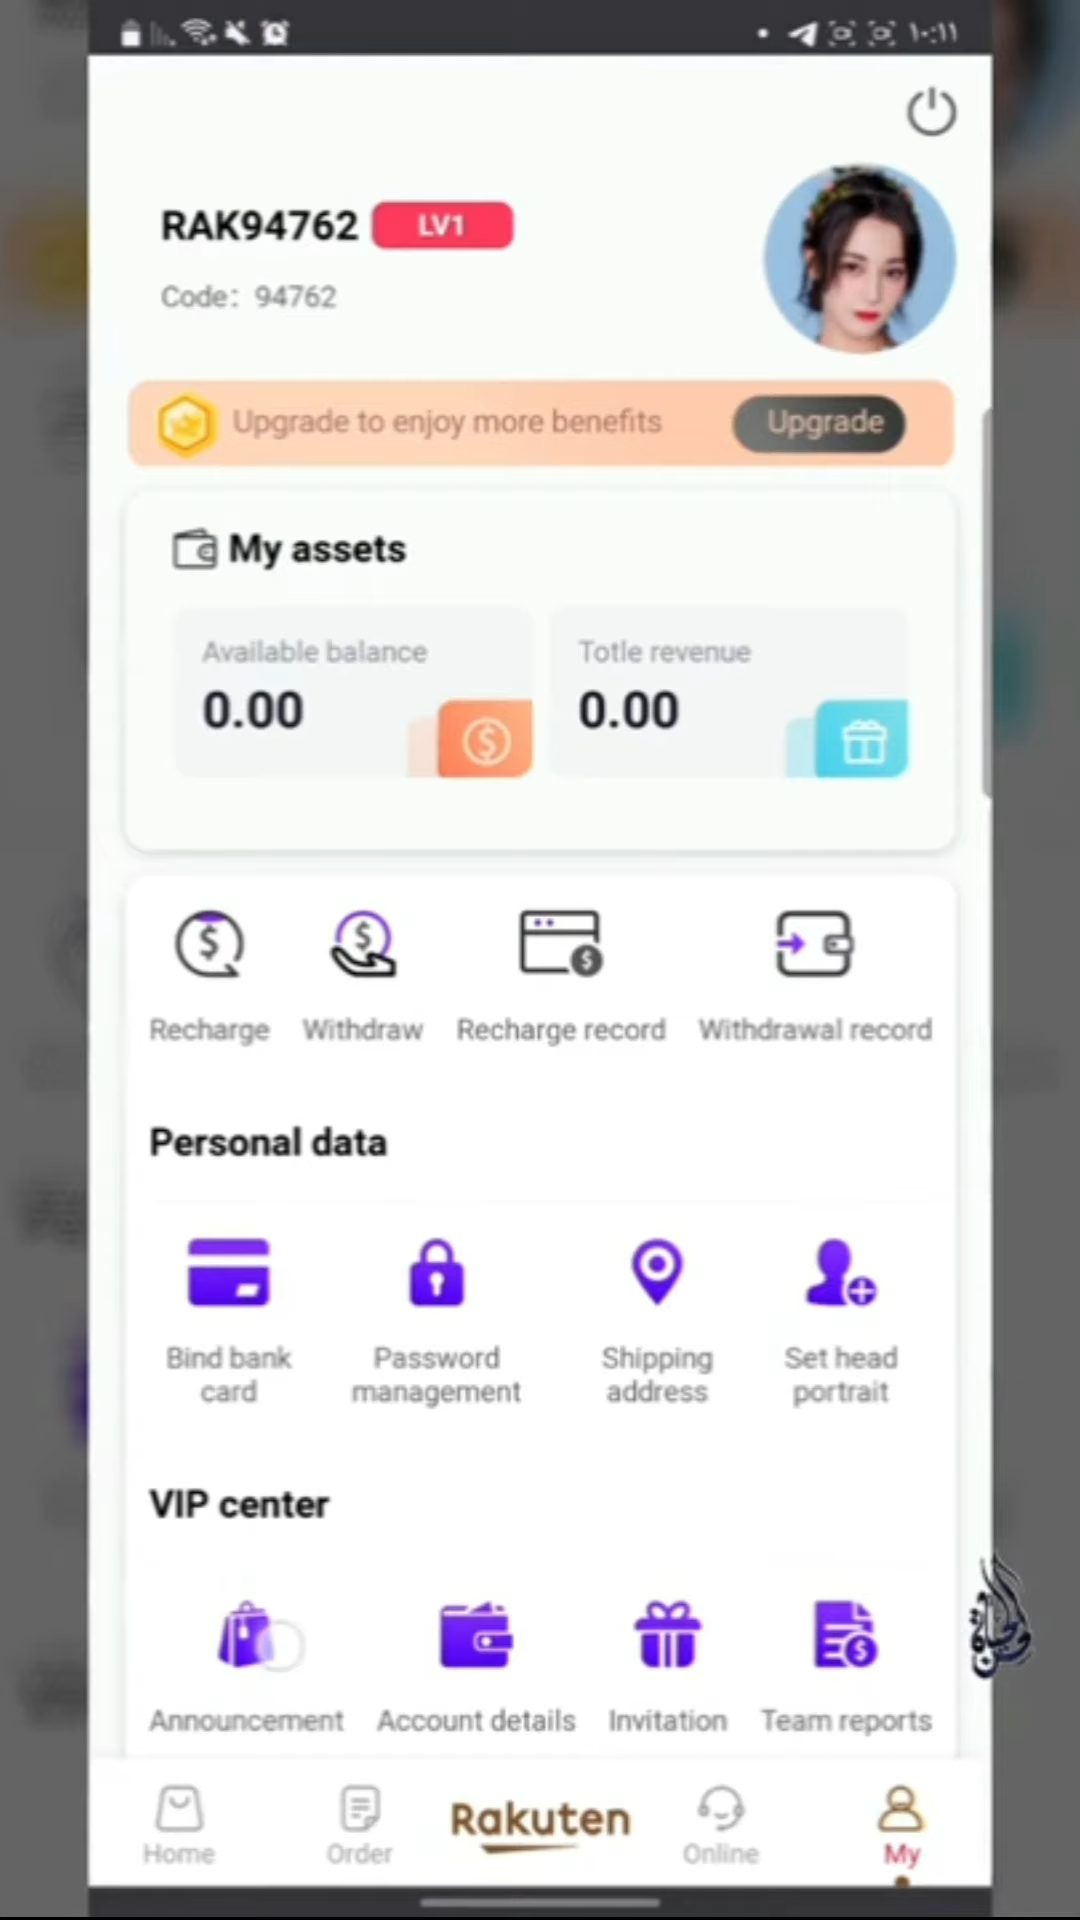 ١٠:١١
RAK94762 LV1
Code: 94762
Upgrade to enjoy more benefits Upgrade
My assets
Available balance Totle revenue
0.00 0.00
Recharge Withdraw Recharge record Withdrawal record
Personal data
Bind bank card Password management Shipping address Set head portrait
VIP center
Announcement Account details Invitation Team reports
Rakuten
Home Order Online My